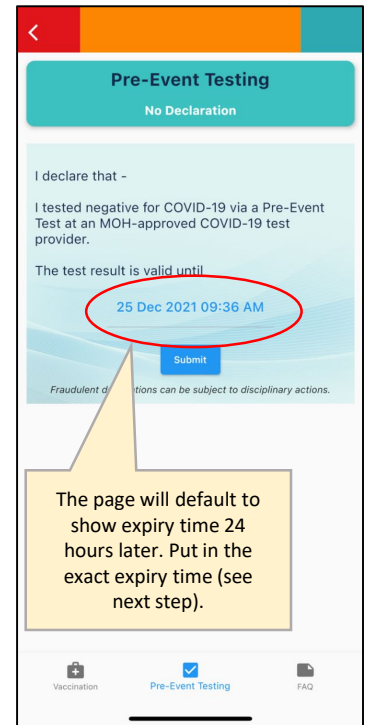 Pre-Event Testing
No Declaration
I declare that -
I tested negative for COVID-19 via a Pre-Event
Test at an MOH-approved COVID-19 test
provider.
The test result is valid until
25 Dec 2021 09:36 AM
Submit
Fraudulent d tions can be subject to disciplinary actions.
The page will default to
show expiry time 24
hours later. Put in the
exact expiry time (see
next step).
Vaccination
Pre-Event Testing
FAQ